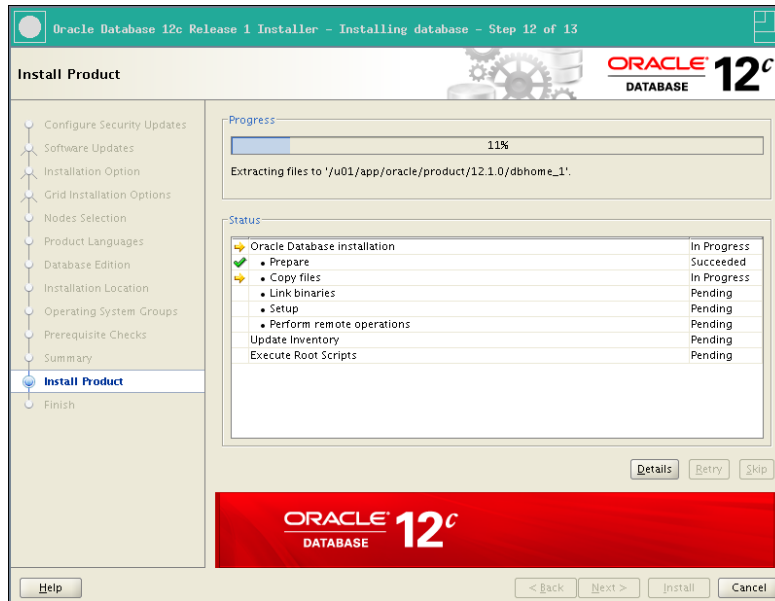 Oracle Database 12c Release 1 Installer - Installing database - Step 12 of 13
Install Product
ORACLE
DATABASE 12c
Configure Security Updates
Software Updates
Installation Option
Grid Installation Options
Nodes Selection
Product Languages
Database Edition
Installation Location
Operating System Groups
Prerequisite Checks
Summary
Install Product
Finish
Progress
11%
Extracting files to '/u01/app/oracle/product/12.1.0/dbhome_1'.
Status
Oracle Database installation In Progress
• Prepare Succeeded
• Copy files In Progress
• Link binaries Pending
• Setup Pending
• Perform remote operations Pending
Update Inventory Pending
Execute Root Scripts Pending
Details Retry Skip
ORACLE
DATABASE 12c
Help < Back Next > Install Cancel